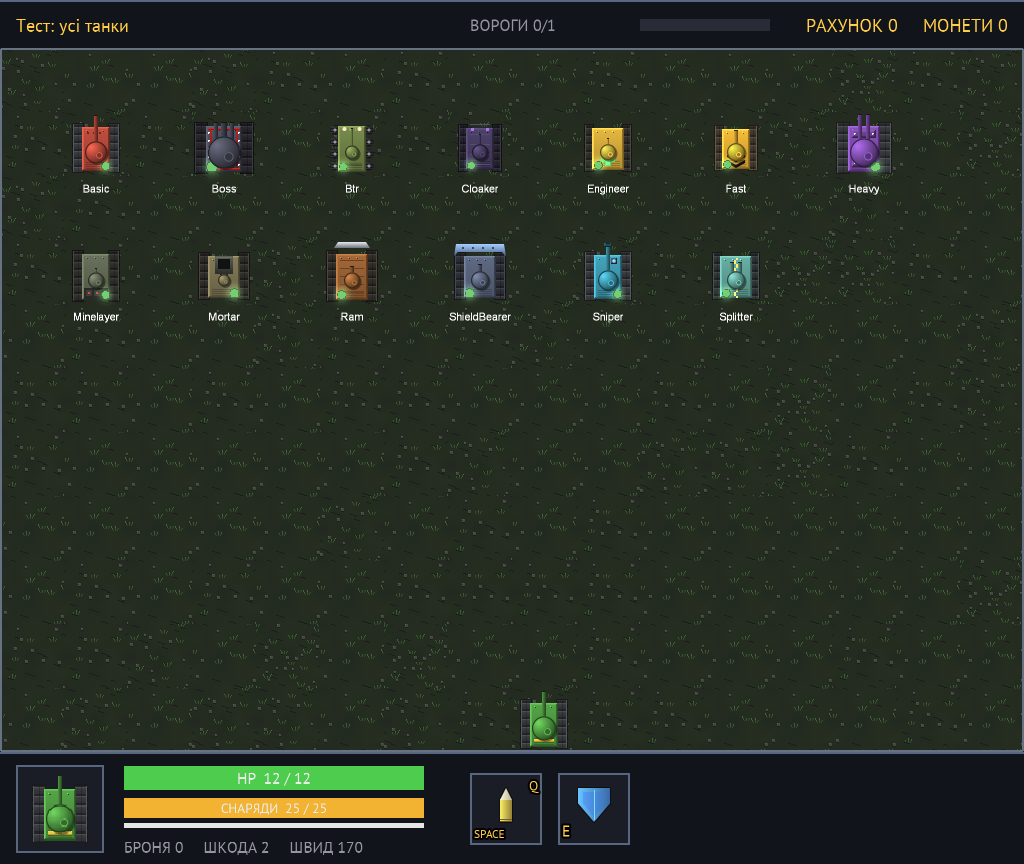 Тест: усі танки
ВОРОГИ 0/1
РАХУНОК 0
МОНЕТИ 0
Basic
Boss
Btr
Cloaker
Engineer
Fast
Heavy
Minelayer
Mortar
Ram
ShieldBearer
Sniper
Splitter
HP 12 / 12
СНАРЯДИ 25 / 25
БРОНЯ 0
ШКОДА 2
ШВИД 170
Q
SPACE
E